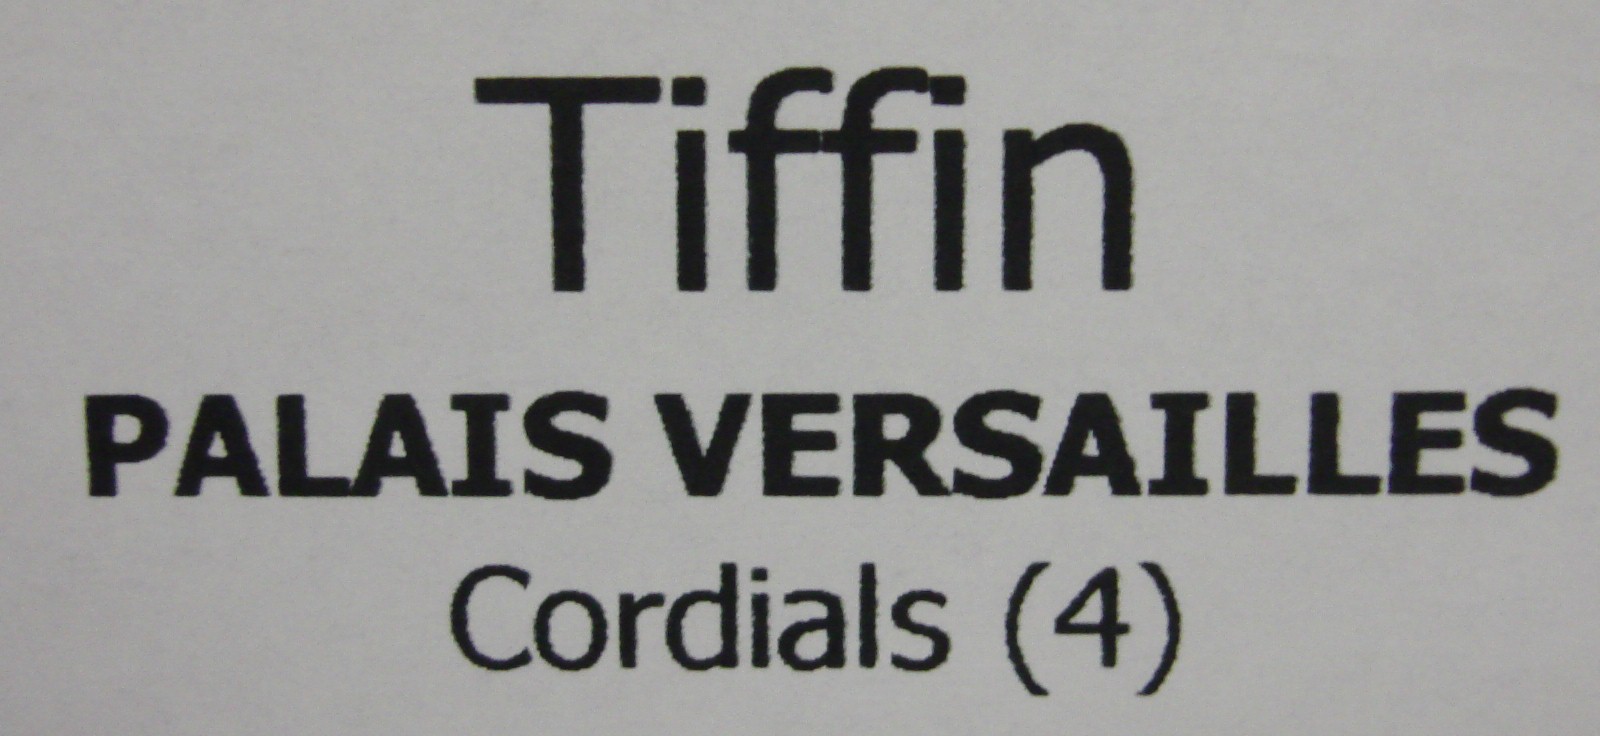 Tiffin
PALAIS VERSAILLES
Cordials (4)